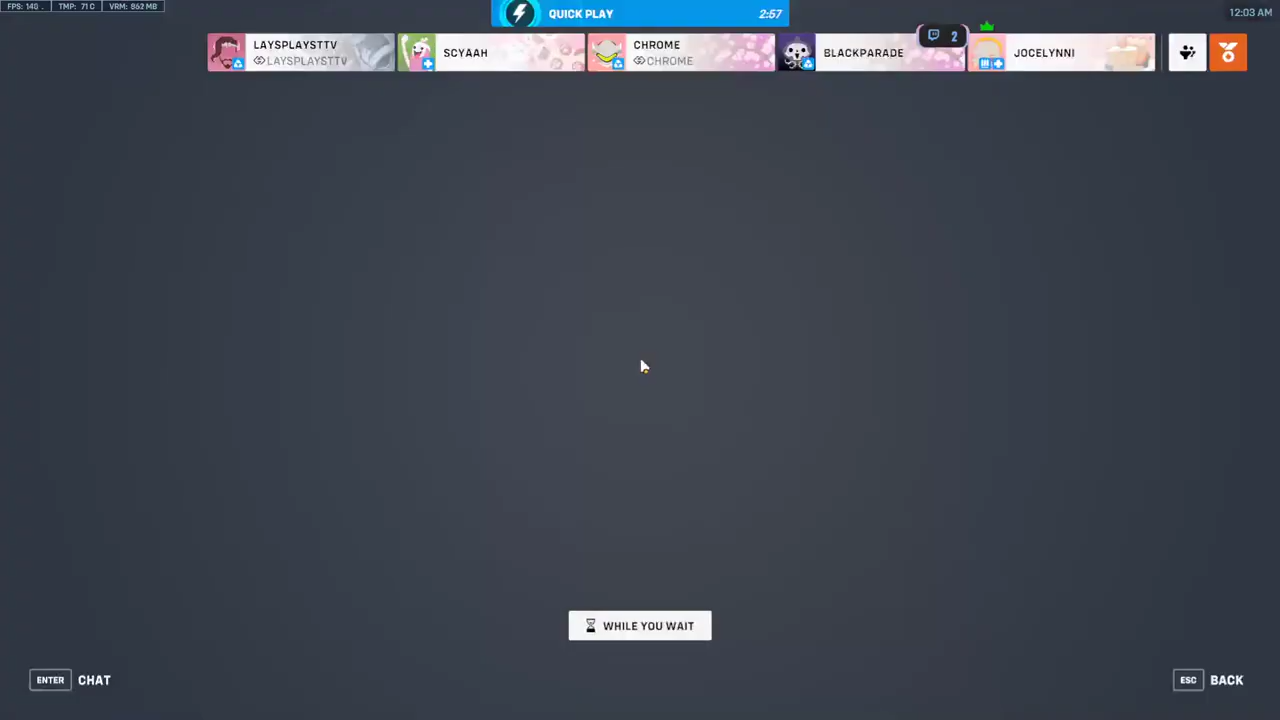 FPS: 140
TMP: 71 C
VRM: 862 MB
QUICK PLAY
2:57
12:03 AM
LAYSPLAYSTTV
LAYSPLAYSTTV
SCYAAH
CHROME
CHROME
BLACKPARADE
2
JOCELYNNI
WHILE YOU WAIT
ENTER CHAT
ESC BACK